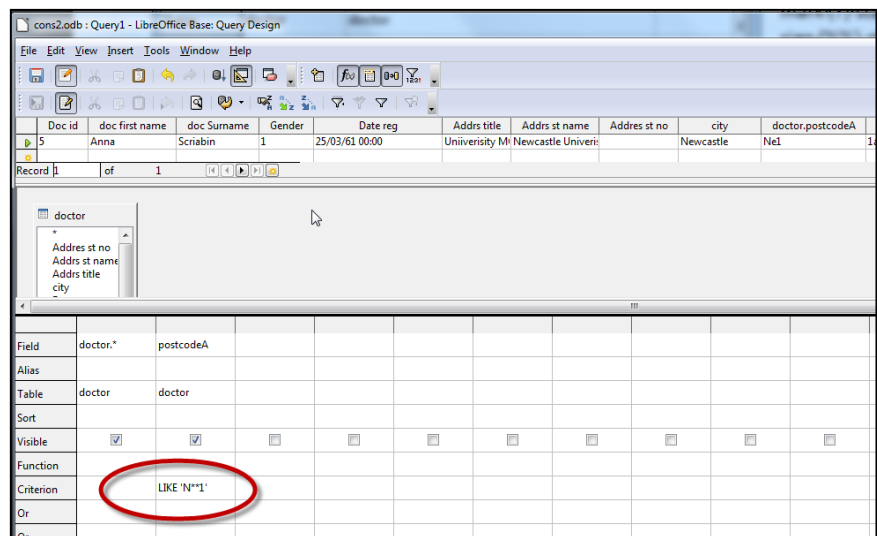 cons2.odb : Query1 - LibreOffice Base: Query Design
File Edit View Insert Tools Window Help
Doc id doc first name doc Surname Gender Date reg Addrs title Addrs st name Addres st no city doctor.postcodeA
5 Anna Scriabin 1 25/03/61 00:00 Uniiverisity M Newcastle Univeri: Newcastle Ne1
Record 1 of 1
doctor
*
Addres st no
Addrs st name
Addrs title
city
Field doctor.* postcodeA
Alias
Table doctor doctor
Sort
Visible
Function
Criterion LIKE 'N**1'
Or